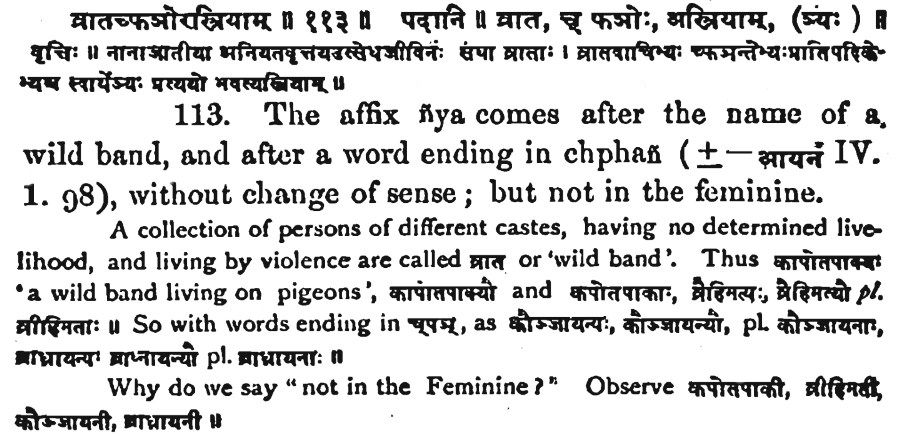 व्रातच्फञोरस्त्रियाम् ॥ ११३ ॥ पदानि ॥ व्रात, च् फञोः, अस्त्रियाम्, (ञ्यः) ॥
वृत्तिः ॥ नानाजातीया अनियतवृत्तयउत्सेधजीविनः संघा व्राताः । व्रातवाचिभ्यः च्फञन्तेभ्यःप्रातिपदिके-
भ्यश्च स्वार्थेञ्यः प्रत्ययो भवत्यस्त्रियाम् ॥
113. The affix ñya comes after the name of a
wild band, and after a word ending in chphañ (±—आयनं IV.
1. 98), without change of sense; but not in the feminine.
A collection of persons of different castes, having no determined live-
lihood, and living by violence are called व्रात or 'wild band'. Thus कापोतपाक्यः
'a wild band living on pigeons', कापोतपाक्यौ and कपोतपाकाः, व्रैहिमत्यः, व्रैहिमत्यौ pl.
व्रीहिमताः ॥ So with words ending in च्फञ्, as कौञ्जायन्यः, कौञ्जायन्यौ, pl. कौञ्जायनाः,
ब्राध्नायन्यः ब्राध्नायन्यौ pl. ब्राध्नायनाः ॥
Why do we say "not in the Feminine?" Observe कपोतपाकी, व्रीहिमती,
कौञ्जायनी, ब्राध्नायनी ॥